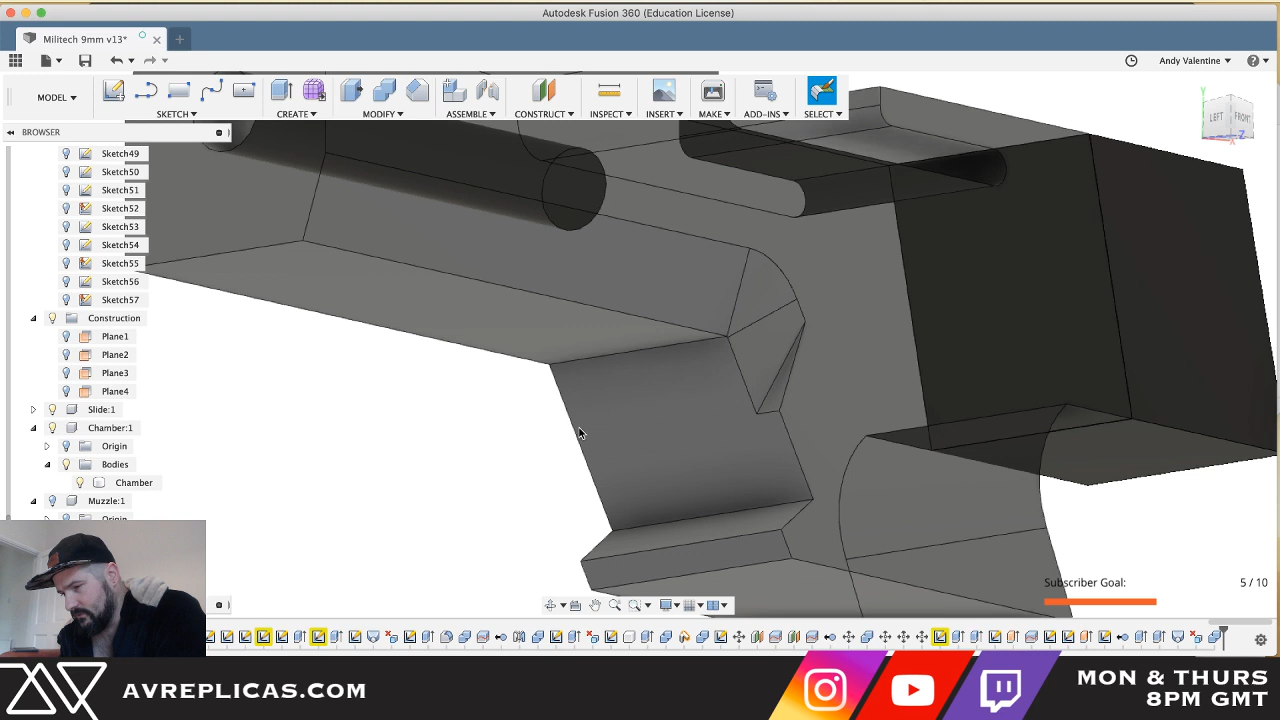 Autodesk Fusion 360 (Education License)
Militech 9mm v13*
Andy Valentine
MODEL
SKETCH
CREATE
MODIFY
ASSEMBLE
CONSTRUCT
INSPECT
INSERT
MAKE
ADD-INS
SELECT
Y
LEFT
FRONT
Z
X
BROWSER
Sketch49
Sketch50
Sketch51
Sketch52
Sketch53
Sketch54
Sketch55
Sketch56
Sketch57
Construction
Plane1
Plane2
Plane3
Plane4
Slide:1
Chamber:1
Origin
Bodies
Chamber
Muzzle:1
Origin
Subscriber Goal: 5 / 10
AVREPLICAS.COM
MON & THURS
8PM GMT